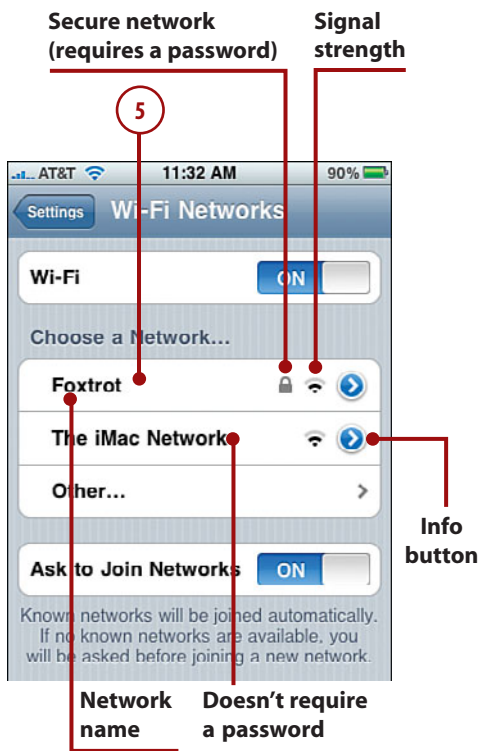 Secure network
(requires a password)
Signal
strength
5
AT&T 11:32 AM 90%
Settings Wi-Fi Networks
Wi-Fi ON
Choose a Network...
Foxtrot
The iMac Network
Other...
Info
button
Ask to Join Networks ON
Known networks will be joined automatically.
If no known networks are available, you
will be asked before joining a new network.
Network
name
Doesn't require
a password